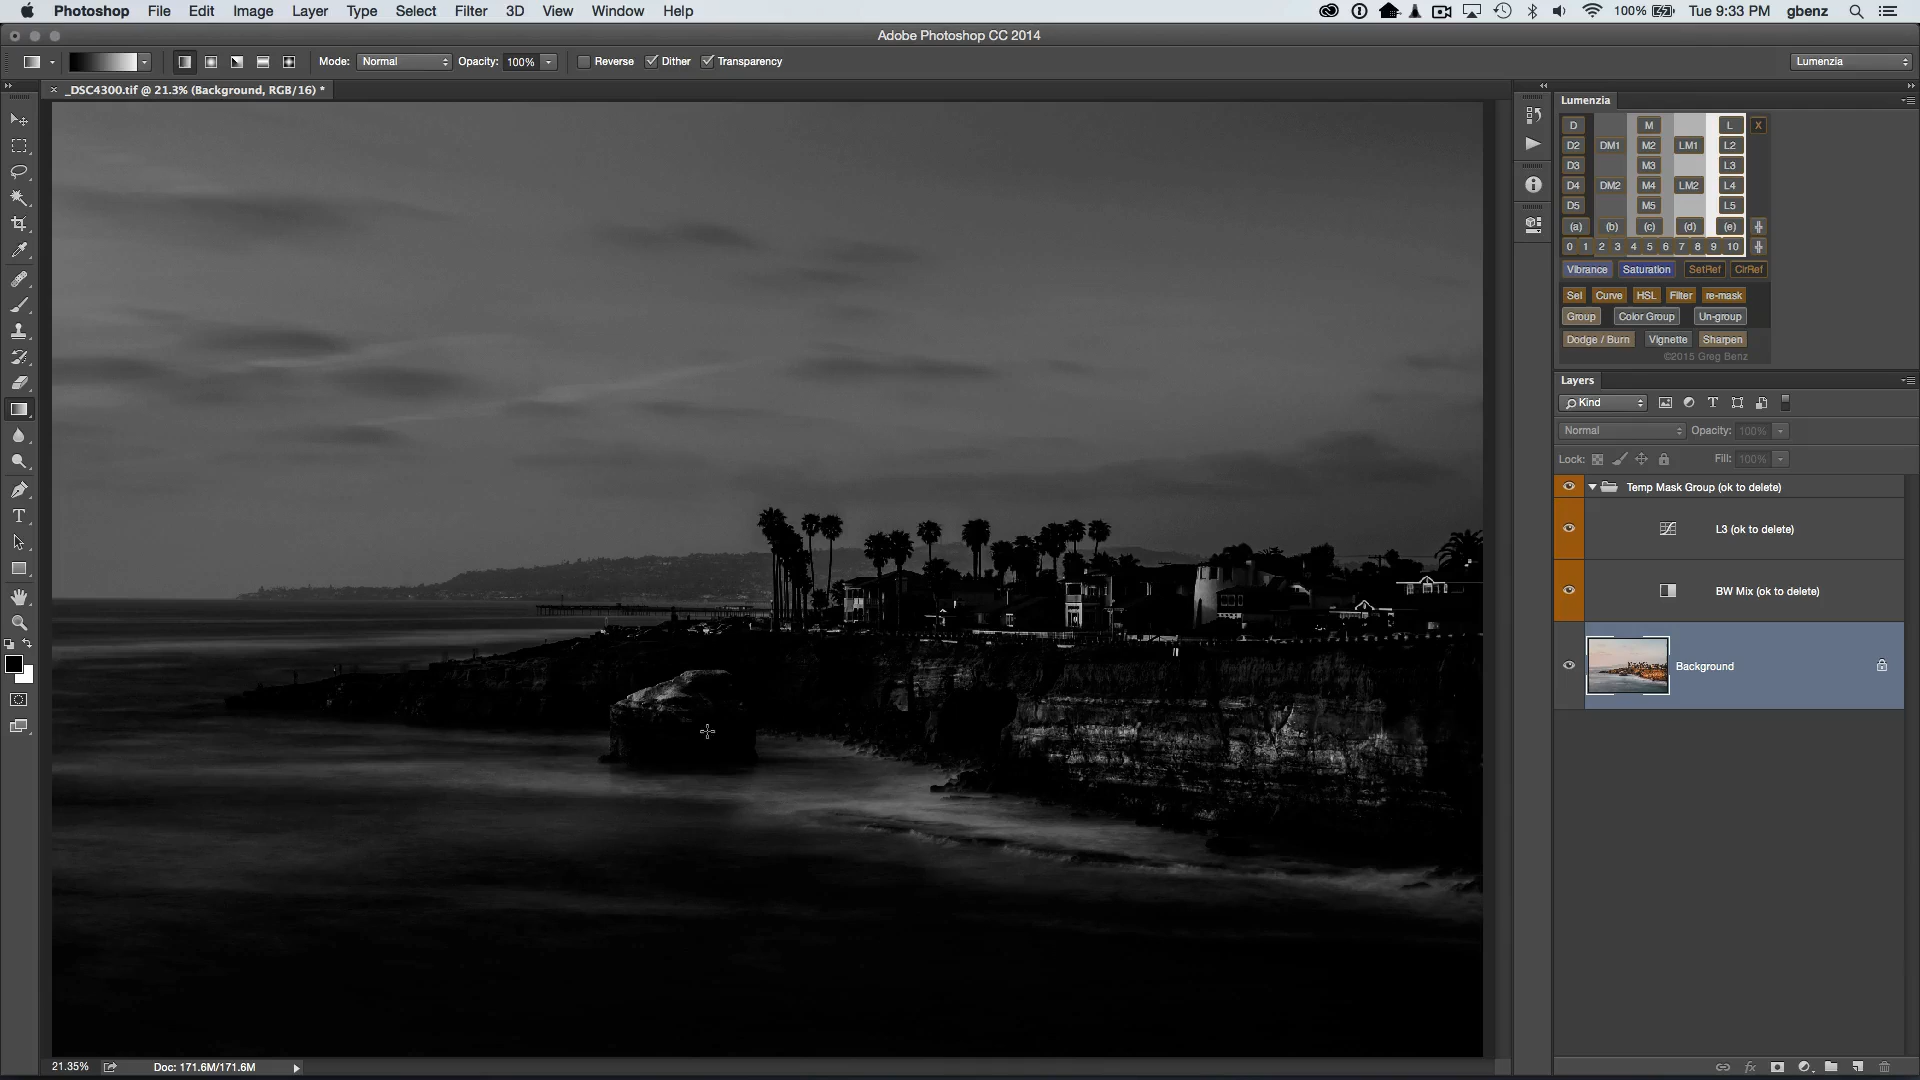 Photoshop File Edit Image Layer Type Select Filter 3D View Window Help 100% Tue 9:33 PM gbenz
Adobe Photoshop CC 2014
Mode: Normal Opacity: 100% Reverse Dither Transparency Lumenzia
_DSC4300.tif @ 21.3% (Background, RGB/16) *
Lumenzia
D M L X
D2 DM1 M2 LM1 L2
D3 M3 L3
D4 DM2 M4 LM2 L4
D5 M5 L5
(a) (b) (c) (d) (e)
0 1 2 3 4 5 6 7 8 9 10
Vibrance Saturation SetRef ClrRef
Sel Curve HSL Filter re-mask
Group Color Group Un-group
Dodge / Burn Vignette Sharpen
©2015 Greg Benz
Layers
Kind
Normal Opacity: 100%
Lock: Fill: 100%
Temp Mask Group (ok to delete)
L3 (ok to delete)
BW Mix (ok to delete)
Background
21.35% Doc: 171.6M/171.6M